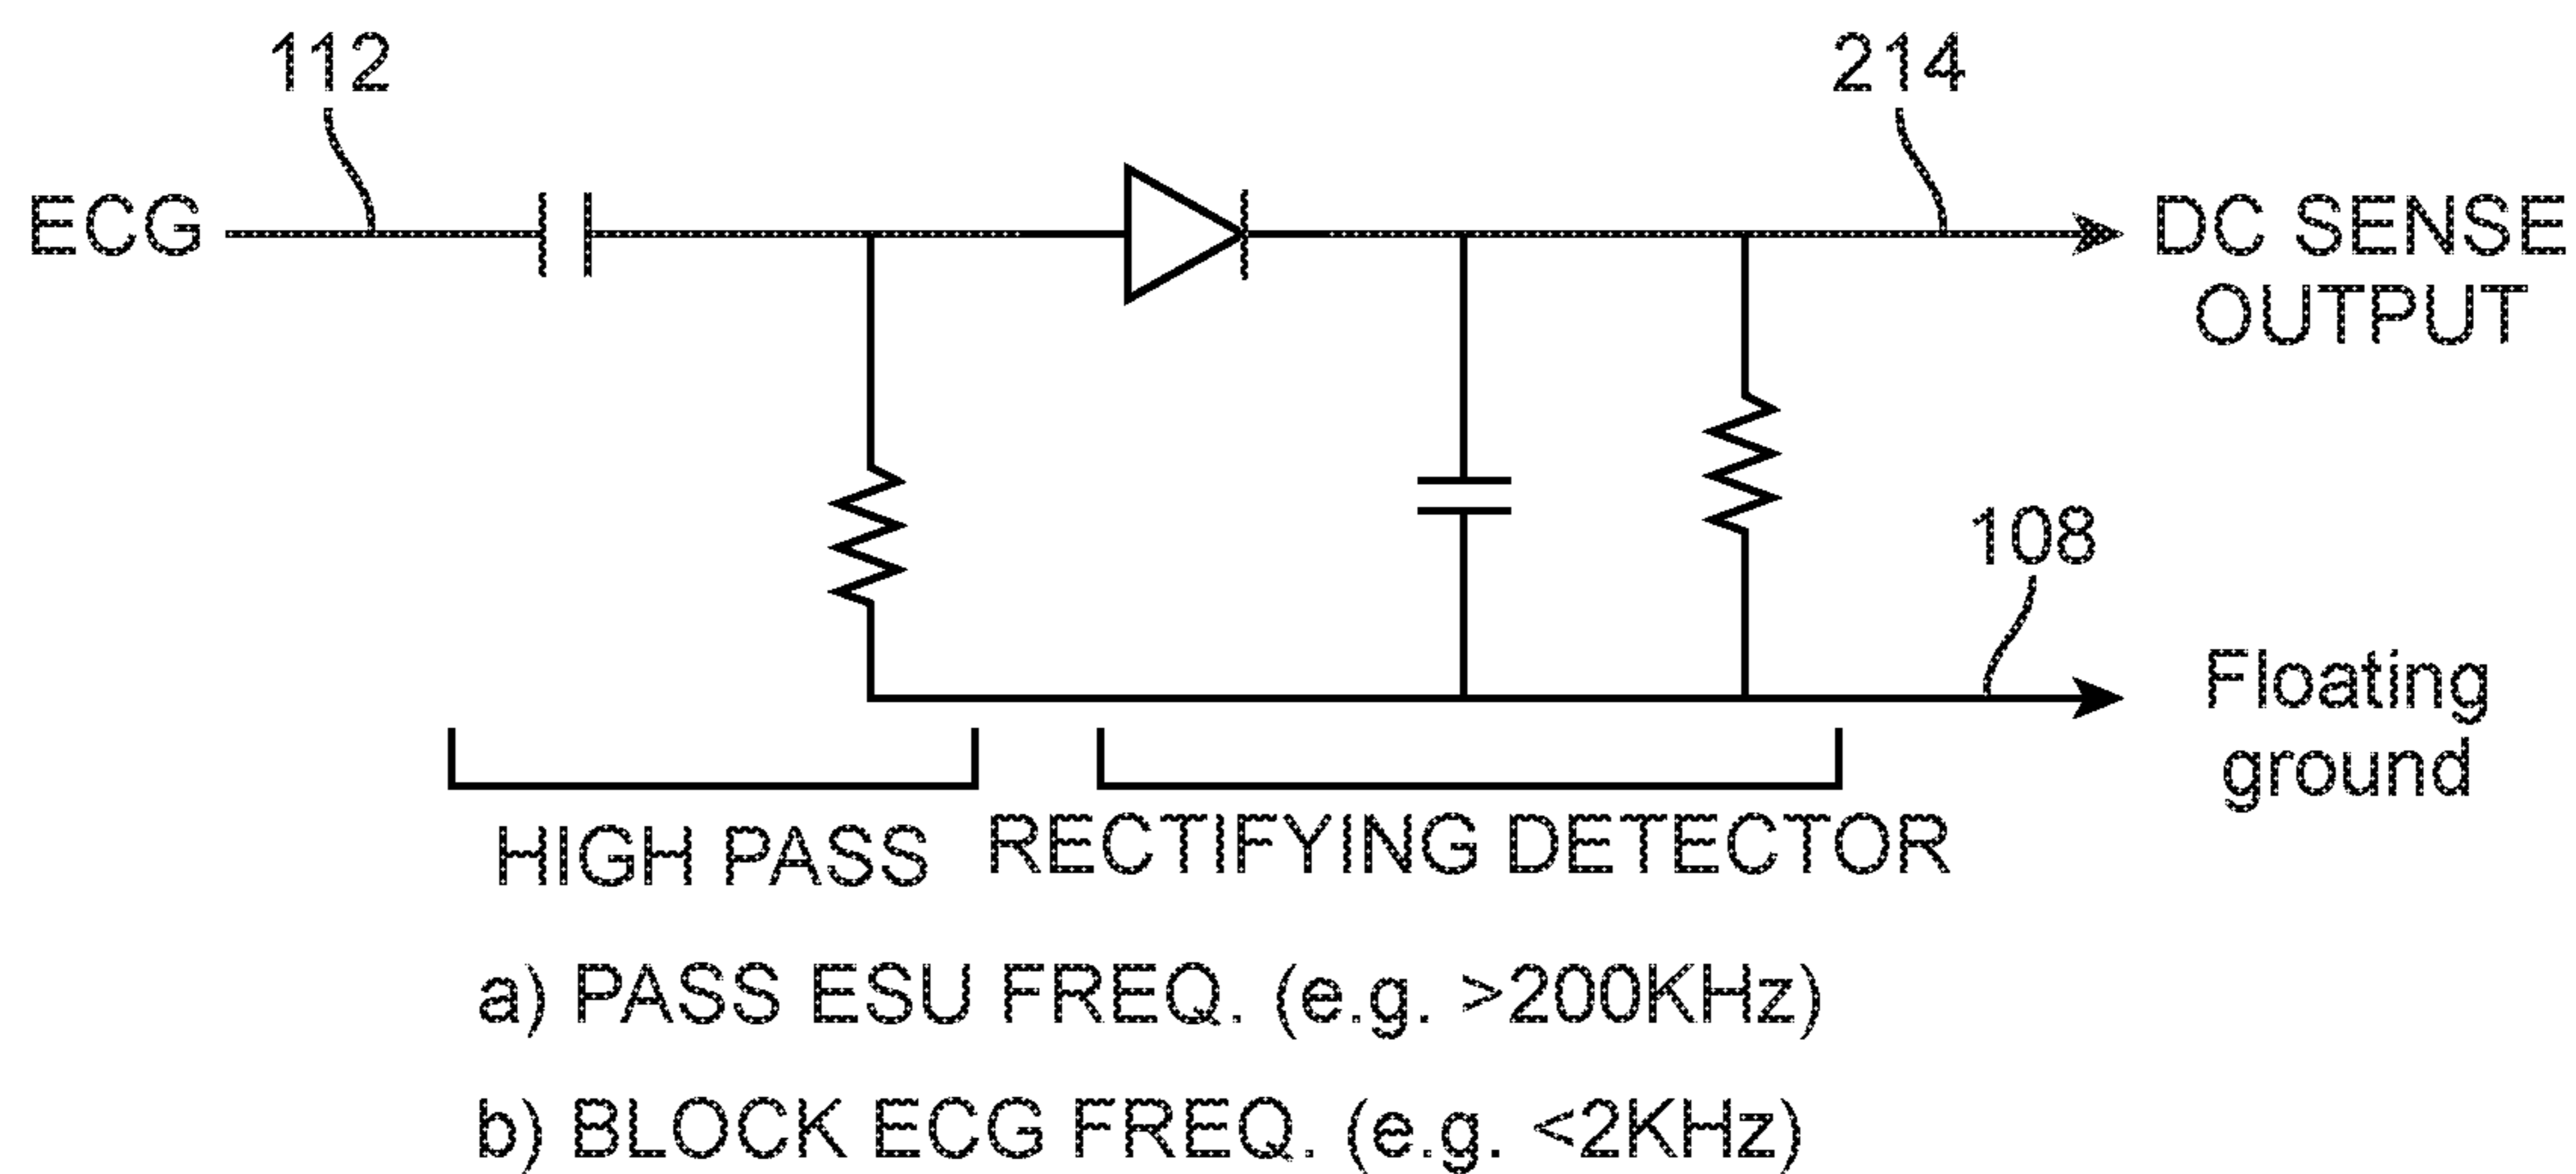 112
214
ECG
DC SENSE
OUTPUT
108
Floating
ground
HIGH PASS
RECTIFYING DETECTOR
a) PASS ESU FREQ. (e.g. >200KHz)
b) BLOCK ECG FREQ. (e.g. <2KHz)